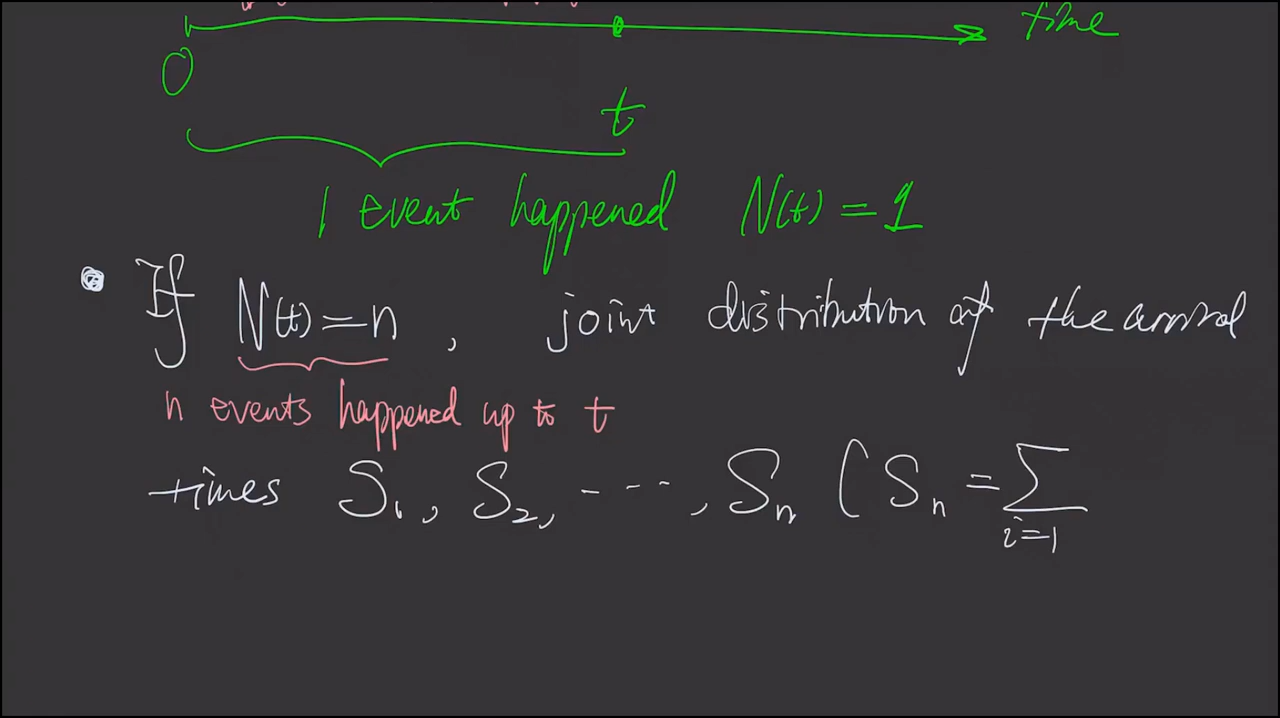 time
0
t
1 event happened N(t) = 1
If N(t) = n , joint distribution of the arrival
n events happened up to t
times S₁, S₂, - - - -, Sₙ ( Sₙ = ∑ i=1